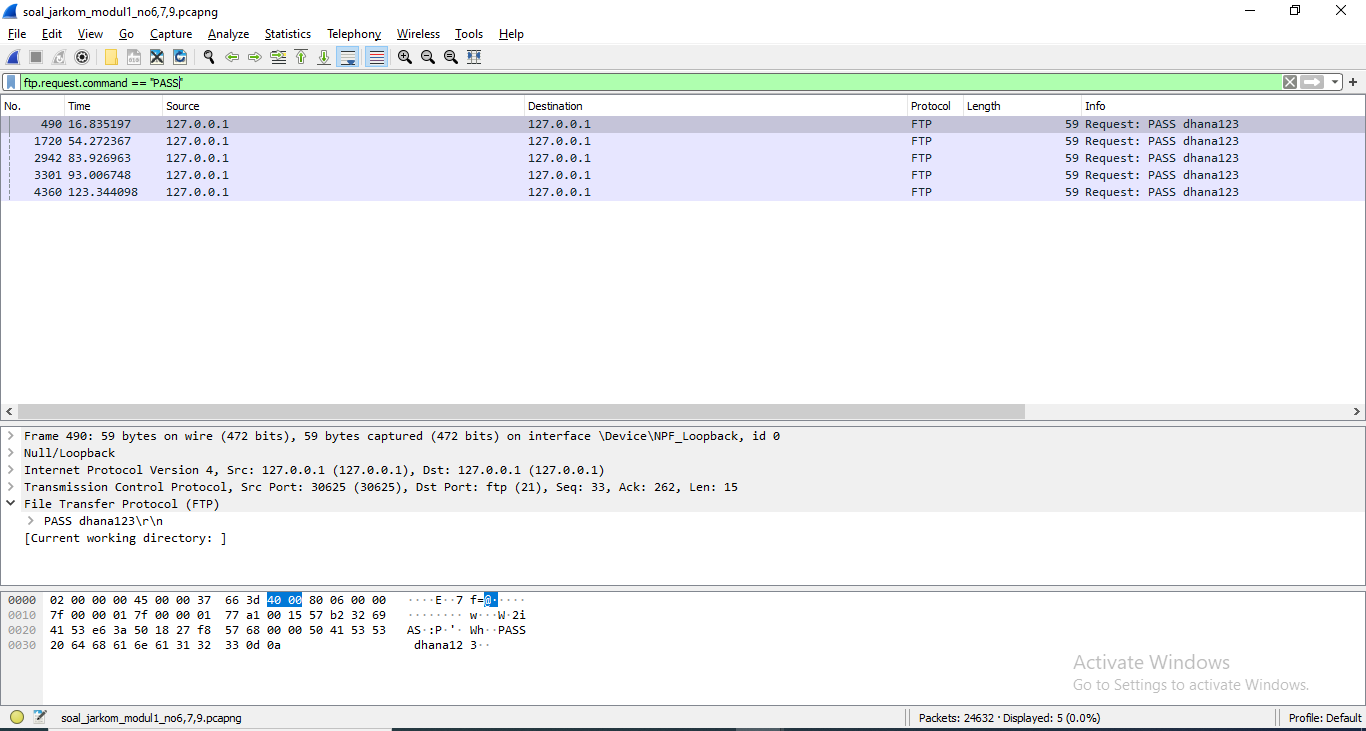 soal_jarkom_modul1_no6,7,9.pcapng
File Edit View Go Capture Analyze Statistics Telephony Wireless Tools Help
ftp.request.command == "PASS"
No. Time Source Destination Protocol Length Info
490 16.835197 127.0.0.1 127.0.0.1 FTP 59 Request: PASS dhana123
1720 54.272367 127.0.0.1 127.0.0.1 FTP 59 Request: PASS dhana123
2942 83.926963 127.0.0.1 127.0.0.1 FTP 59 Request: PASS dhana123
3301 93.006748 127.0.0.1 127.0.0.1 FTP 59 Request: PASS dhana123
4360 123.344098 127.0.0.1 127.0.0.1 FTP 59 Request: PASS dhana123
Frame 490: 59 bytes on wire (472 bits), 59 bytes captured (472 bits) on interface \Device\NPF_Loopback, id 0
Null/Loopback
Internet Protocol Version 4, Src: 127.0.0.1 (127.0.0.1), Dst: 127.0.0.1 (127.0.0.1)
Transmission Control Protocol, Src Port: 30625 (30625), Dst Port: ftp (21), Seq: 33, Ack: 262, Len: 15
File Transfer Protocol (FTP)
PASS dhana123\r\n
[Current working directory: ]
0000 02 00 00 00 45 00 00 37 66 3d 40 00 80 06 00 00 ····E··7 f=@·····
0010 7f 00 00 01 7f 00 00 01 77 a1 00 15 57 b2 32 69 ········ w···W·2i
0020 41 53 e6 3a 50 18 27 f8 57 68 00 00 50 41 53 53 AS·:P·'· Wh··PASS
0030 20 64 68 61 6e 61 31 32 33 0d 0a dhana12 3··
Activate Windows
Go to Settings to activate Windows.
soal_jarkom_modul1_no6,7,9.pcapng Packets: 24632 · Displayed: 5 (0.0%) Profile: Default